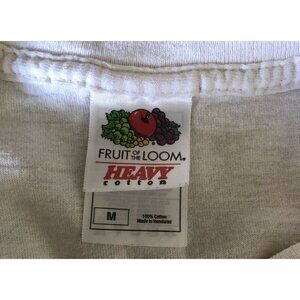 FRUIT OF THE LOOM®
HEAVY
cotton
M
100% Cotton
Made in Honduras